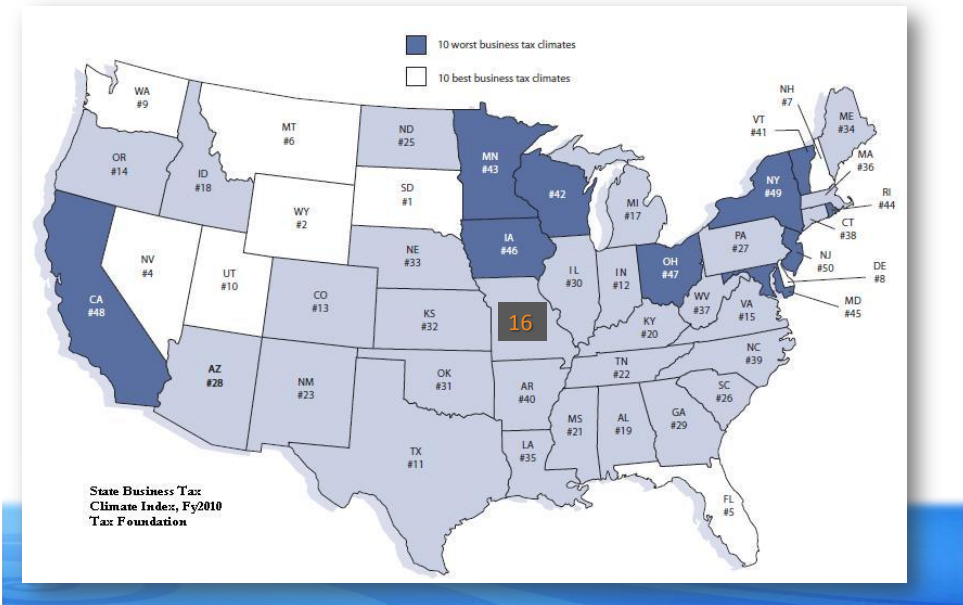 10 worst business tax climates
10 best business tax climates
WA
#9
MT
#6
ND
#25
MN
#43
OR
#14
ID
#18
SD
#1
WY
#2
#42
MI
#17
NH
#7
VT
#41
ME
#34
MA
#36
NY
#49
RI
#44
CT
#38
NV
#4
UT
#10
NE
#33
IA
#46
IL
#30
IN
#12
OH
#47
PA
#27
NJ
#50
DE
#8
MD
#45
CA
#48
CO
#13
KS
#32
16
KY
#20
WV
#37
VA
#15
AZ
#28
NM
#23
OK
#31
AR
#40
TN
#22
NC
#39
SC
#26
TX
#11
LA
#35
MS
#21
AL
#19
GA
#29
FL
#5
State Business Tax
Climate Index, Fy2010
Tax Foundation